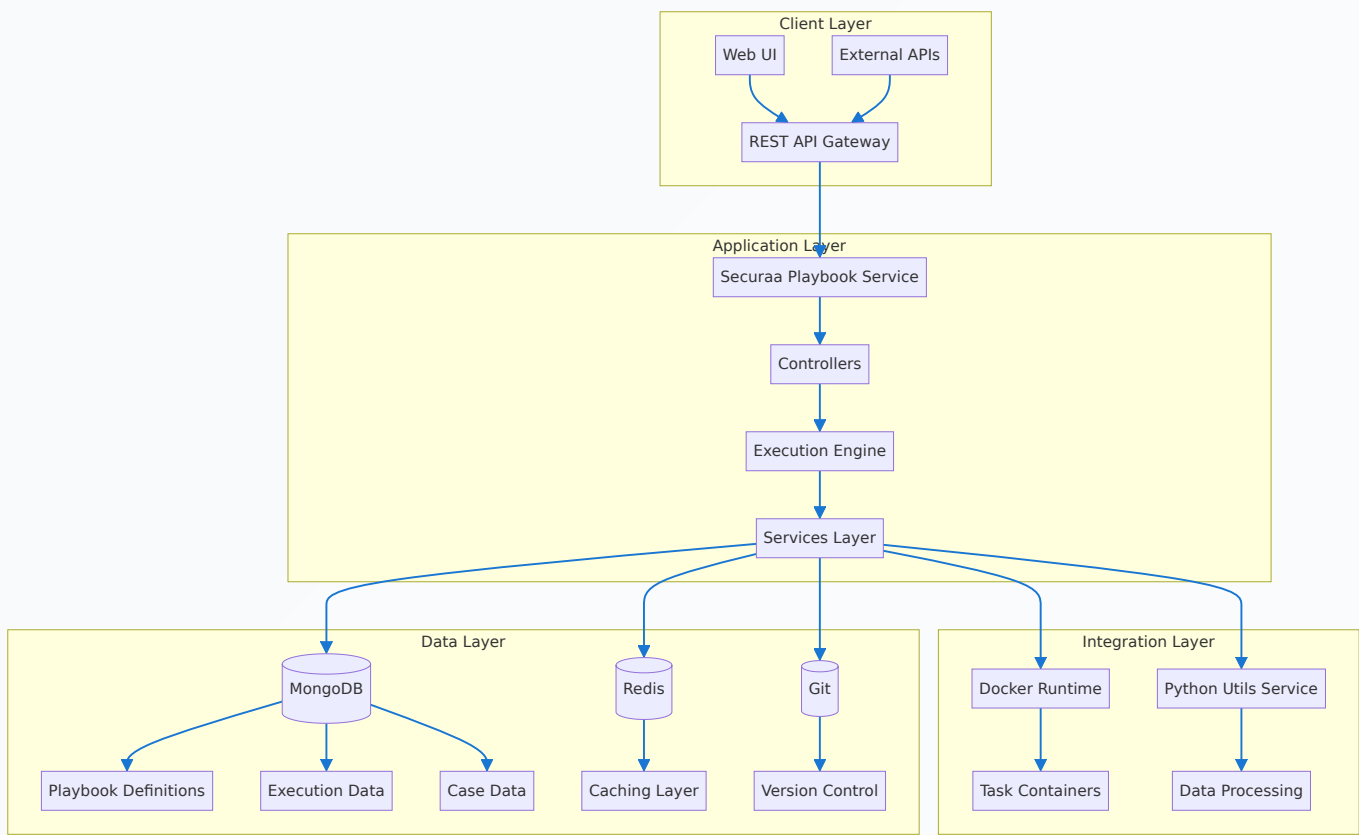 Client Layer
Web UI
External APIs
REST API Gateway
Application Layer
Securaa Playbook Service
Controllers
Execution Engine
Services Layer
Data Layer
Integration Layer
MongoDB
Redis
Git
Docker Runtime
Python Utils Service
Playbook Definitions
Execution Data
Case Data
Caching Layer
Version Control
Task Containers
Data Processing